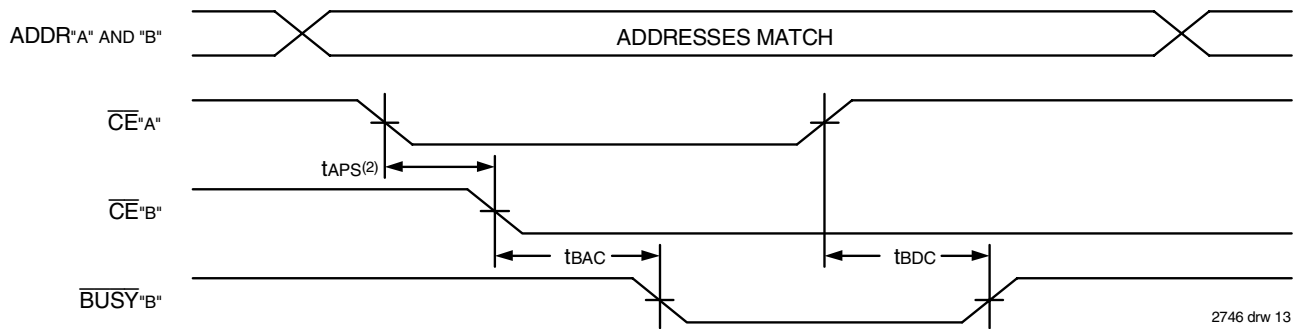 ADDR"A" AND "B"
ADDRESSES MATCH
CE"A"
tAPS(2)
CE"B"
tBAC
tBDC
BUSY"B"
2746 drw 13